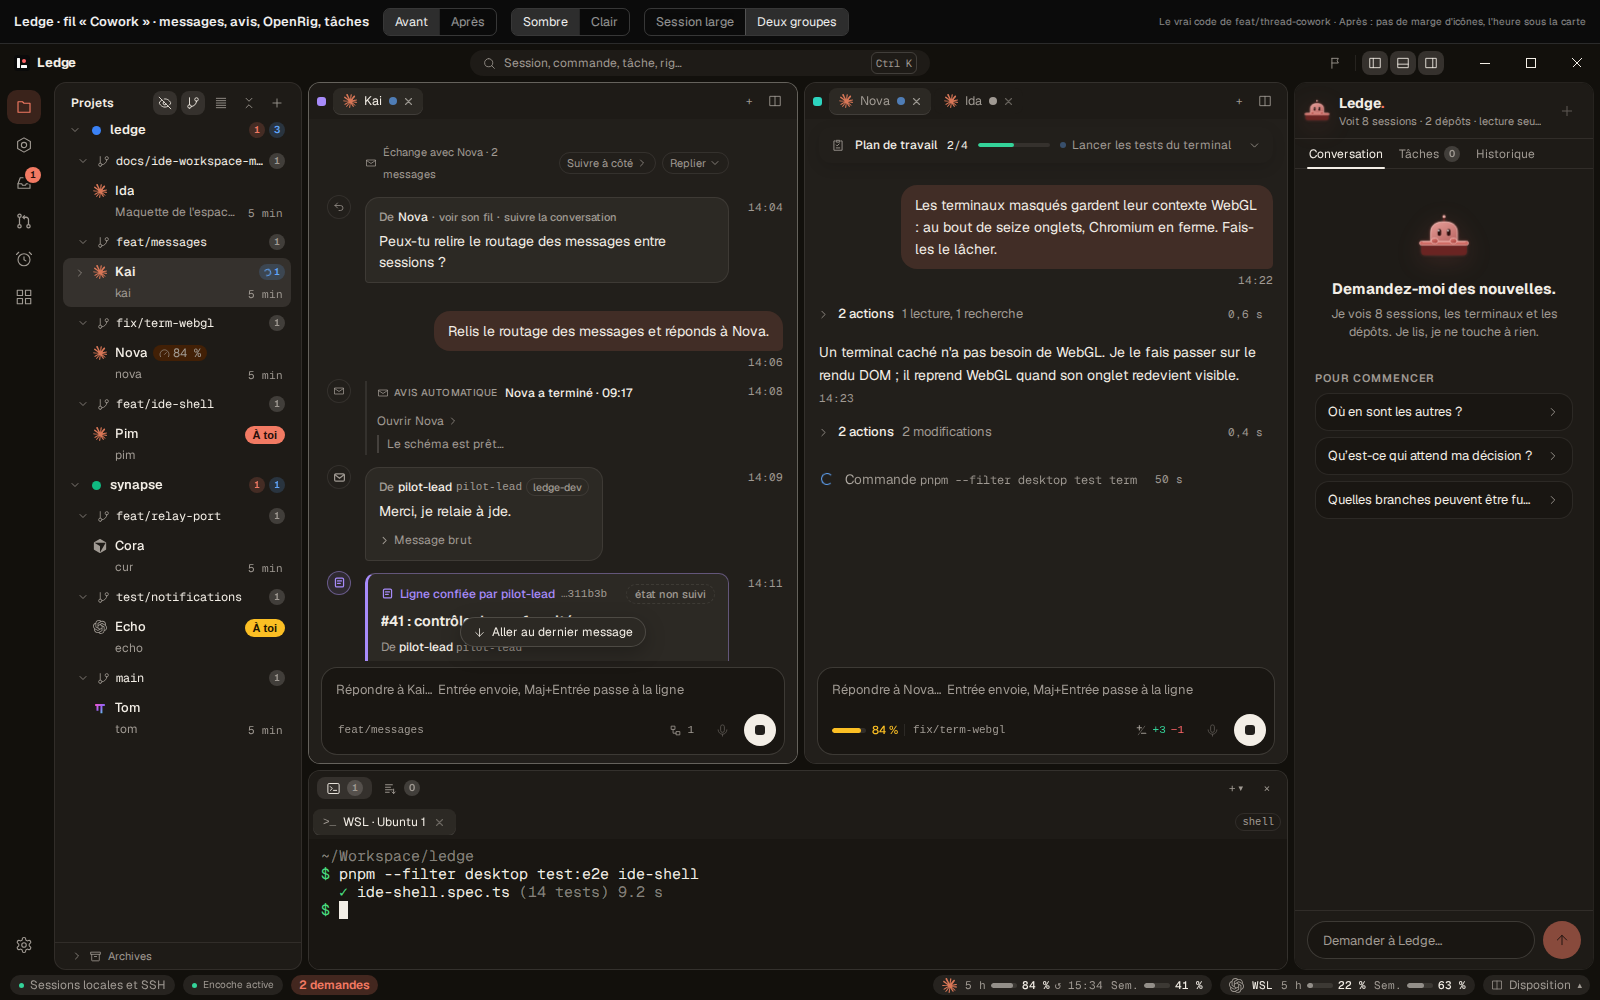 Ledge · fil « Cowork » · messages, avis, OpenRig, tâches
Avant
Après
Sombre
Clair
Session large
Deux groupes
Le vrai code de feat/thread-cowork · Après : pas de marge d'icônes, l'heure sous la carte
Ledge
Session, commande, tâche, rig…
Ctrl K
Projets
ledge
1
3
docs/ide-workspace-m…
1
Ida
Maquette de l'espac…
5 min
feat/messages
1
Kai
1
kai
5 min
fix/term-webgl
1
Nova
84 %
nova
5 min
feat/ide-shell
1
Pim
À toi
pim
synapse
1
1
feat/relay-port
1
Cora
cur
5 min
test/notifications
1
Echo
À toi
echo
main
1
Tom
tom
5 min
Archives
1
Kai
Échange avec Nova · 2
messages
Suivre à côté
Replier
De Nova · voir son fil · suivre la conversation
Peux-tu relire le routage des messages entre
sessions ?
14:04
Relis le routage des messages et réponds à Nova.
14:06
AVIS AUTOMATIQUE Nova a terminé · 09:17
14:08
Ouvrir Nova
Le schéma est prêt…
De pilot-lead pilot-lead ledge-dev
14:09
Merci, je relaie à jde.
Message brut
Ligne confiée par pilot-lead …311b3b
état non suivi
14:11
Aller au dernier message
De pilot-lead pilot-lead
Répondre à Kai… Entrée envoie, Maj+Entrée passe à la ligne
feat/messages
1
Nova
Ida
Plan de travail 2/4
Lancer les tests du terminal
Les terminaux masqués gardent leur contexte WebGL
: au bout de seize onglets, Chromium en ferme. Fais-
les le lâcher.
14:22
2 actions 1 lecture, 1 recherche
0,6 s
Un terminal caché n'a pas besoin de WebGL. Je le fais passer sur le
rendu DOM ; il reprend WebGL quand son onglet redevient visible.
14:23
2 actions 2 modifications
0,4 s
Commande pnpm --filter desktop test term 50 s
Répondre à Nova… Entrée envoie, Maj+Entrée passe à la ligne
84 %
fix/term-webgl
+3 −1
1
0
>_ WSL · Ubuntu 1
shell
~/Workspace/ledge
$ pnpm --filter desktop test:e2e ide-shell
✓ ide-shell.spec.ts (14 tests) 9.2 s
$
Ledge.
Voit 8 sessions · 2 dépôts · lecture seu…
Conversation
Tâches 0
Historique
Demandez-moi des nouvelles.
Je vois 8 sessions, les terminaux et les
dépôts. Je lis, je ne touche à rien.
POUR COMMENCER
Où en sont les autres ?
Qu'est-ce qui attend ma décision ?
Quelles branches peuvent être fu…
Demander à Ledge…
Sessions locales et SSH
Encoche active
2 demandes
5 h 84 % ↺ 15:34 Sem. 41 %
WSL 5 h 22 % Sem. 63 %
Disposition